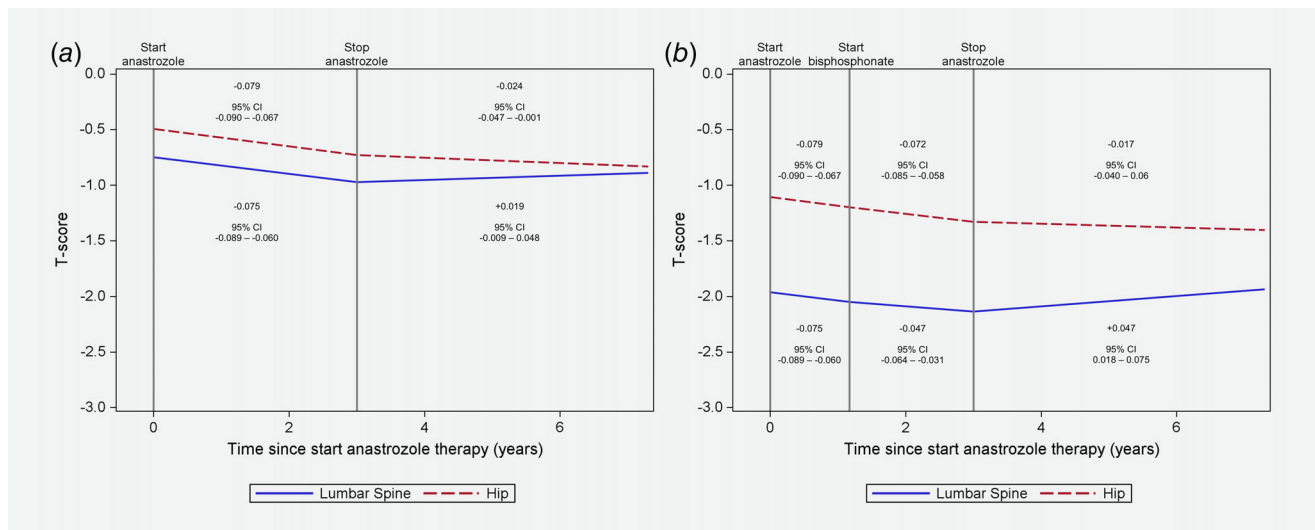 (a)
Start
anastrozole
Stop
anastrozole
0.0
-0.5
-1.0
-1.5
-2.0
-2.5
-3.0
T-score
-0.079
95% CI
-0.090 – -0.067
-0.024
95% CI
-0.047 – -0.001
-0.075
95% CI
-0.089 – -0.060
+0.019
95% CI
-0.009 – 0.048
0 2 4 6
Time since start anastrozole therapy (years)
Lumbar Spine Hip
(b)
Start
anastrozole
Start
bisphosphonate
Stop
anastrozole
0.0
-0.5
-1.0
-1.5
-2.0
-2.5
-3.0
T-score
-0.079
95% CI
-0.090 – -0.067
-0.072
95% CI
-0.085 – -0.058
-0.017
95% CI
-0.040 – 0.06
-0.075
95% CI
-0.089 – -0.060
-0.047
95% CI
-0.064 – -0.031
+0.047
95% CI
0.018 – 0.075
0 2 4 6
Time since start anastrozole therapy (years)
Lumbar Spine Hip